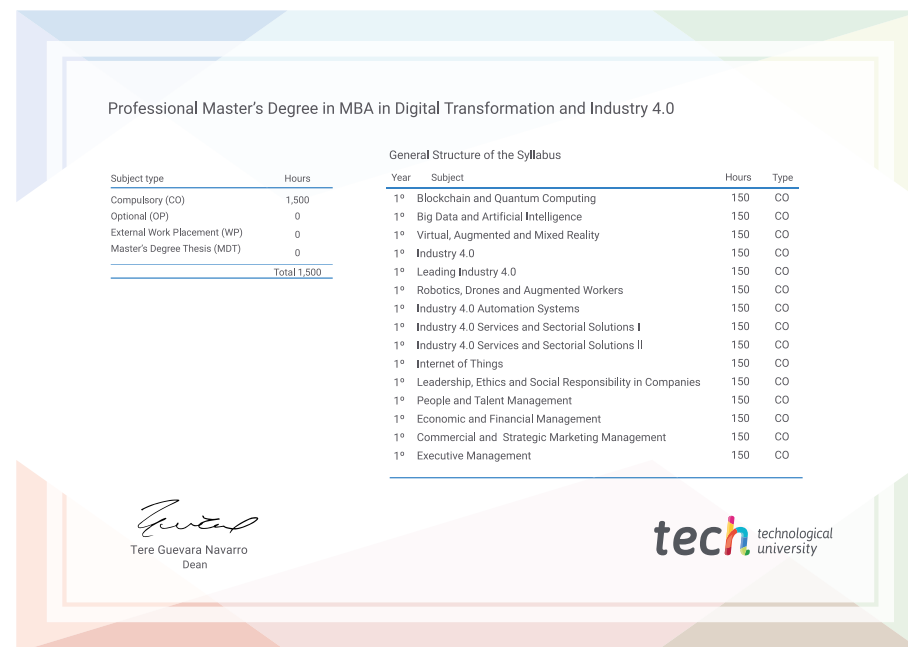 Professional Master's Degree in MBA in Digital Transformation and Industry 4.0
Subject type Hours
Compulsory (CO) 1,500
Optional (OP) 0
External Work Placement (WP) 0
Master's Degree Thesis (MDT) 0
Total 1,500
General Structure of the Syllabus
Year Subject Hours Type
1º Blockchain and Quantum Computing 150 CO
1º Big Data and Artificial Intelligence 150 CO
1º Virtual, Augmented and Mixed Reality 150 CO
1º Industry 4.0 150 CO
1º Leading Industry 4.0 150 CO
1º Robotics, Drones and Augmented Workers 150 CO
1º Industry 4.0 Automation Systems 150 CO
1º Industry 4.0 Services and Sectorial Solutions I 150 CO
1º Industry 4.0 Services and Sectorial Solutions II 150 CO
1º Internet of Things 150 CO
1º Leadership, Ethics and Social Responsibility in Companies 150 CO
1º People and Talent Management 150 CO
1º Economic and Financial Management 150 CO
1º Commercial and Strategic Marketing Management 150 CO
1º Executive Management 150 CO
Tere Guevara Navarro
Dean
tech technological
university